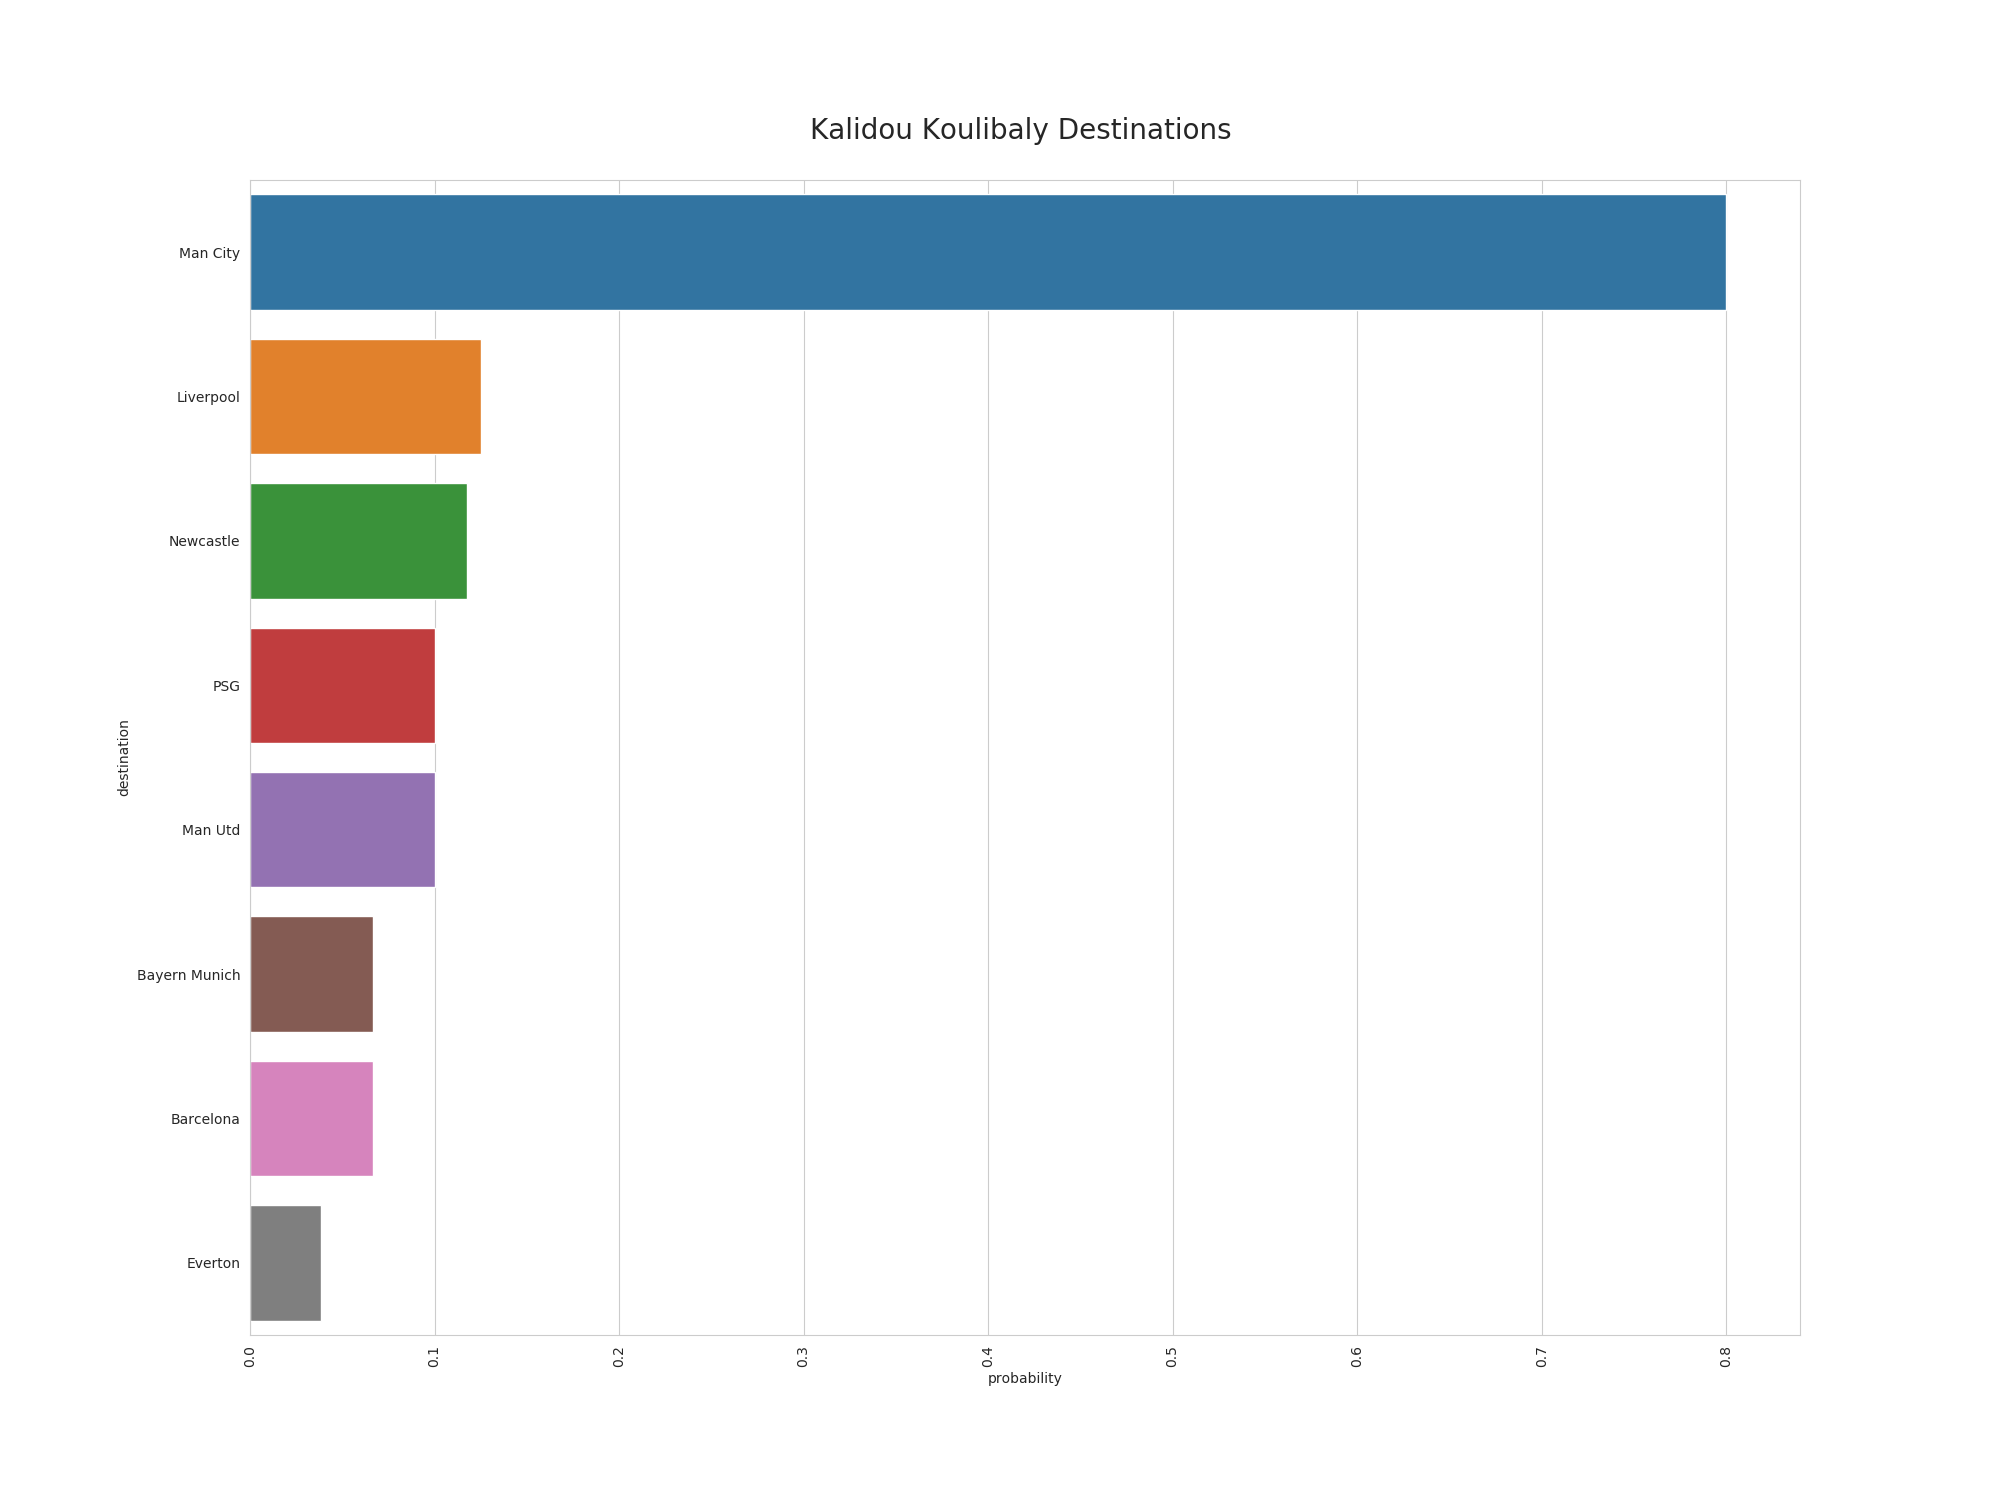 Kalidou Koulibaly Destinations
Man City
Liverpool
Newcastle
PSG
Man Utd
Bayern Munich
Barcelona
Everton
destination
0.0 0.1 0.2 0.3 0.4 0.5 0.6 0.7 0.8
probability